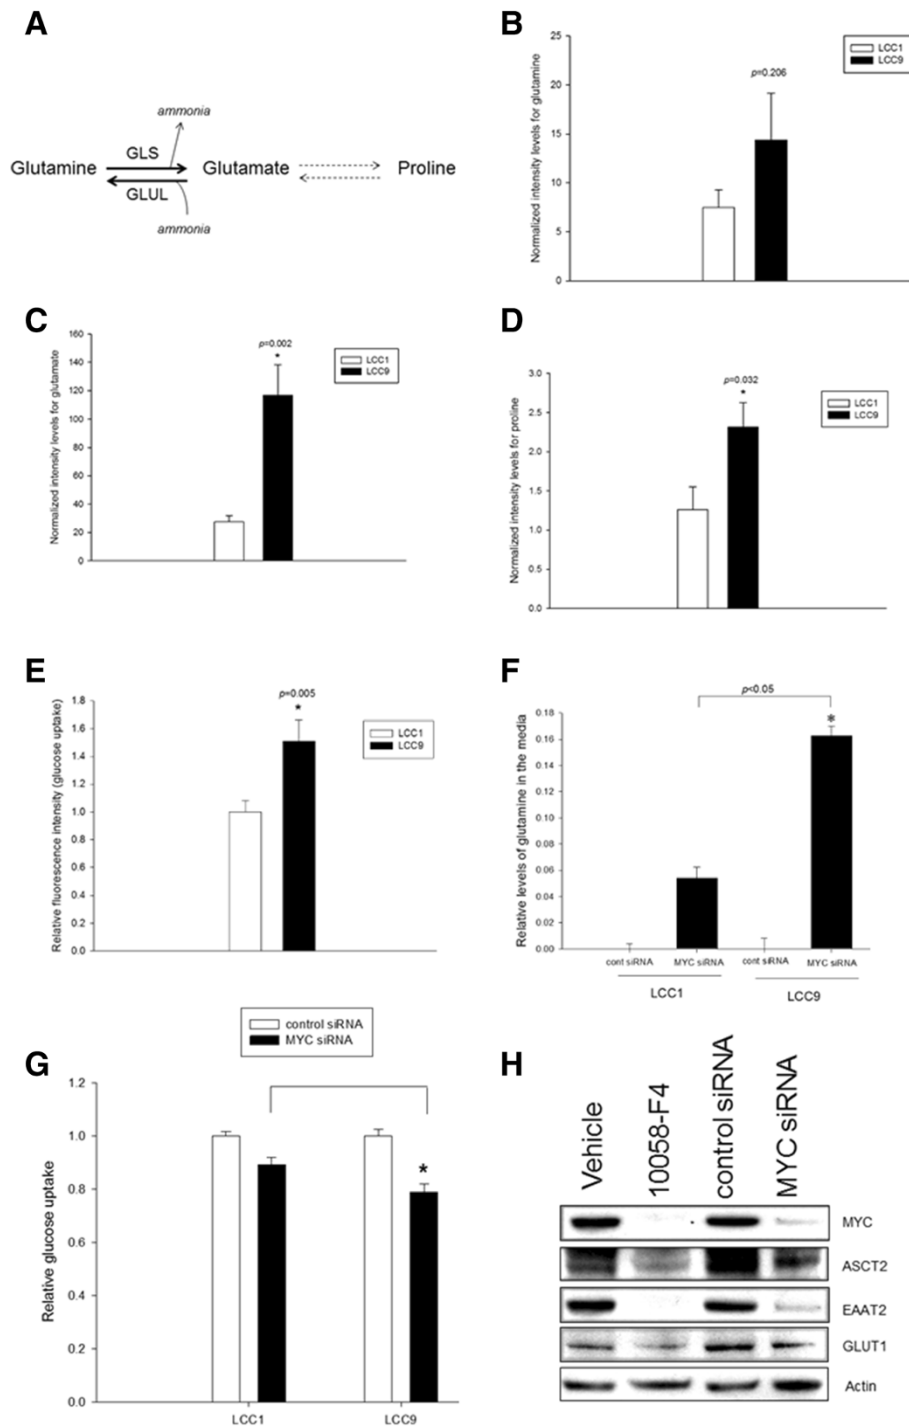 A
ammonia
Glutamine GLS Glutamate Proline
GLUL
ammonia
B
Normalized intensity levels for glutamine
25
20
15
10
5
0
p=0.206
LCC1
LCC9
C
Normalized intensity levels for glutamate
160
140
120
100
80
60
40
20
0
p=0.002
*
LCC1
LCC9
D
Normalized intensity levels for proline
3.0
2.5
2.0
1.5
1.0
0.5
0.0
p=0.032
*
LCC1
LCC9
E
Relative fluorescence intensity (glucose uptake)
1.8
1.6
1.4
1.2
1.0
0.8
0.6
0.4
0.2
0.0
p=0.005
*
LCC1
LCC9
F
Relative levels of glutamine in the media
0.18
0.16
0.14
0.12
0.10
0.08
0.06
0.04
0.02
0.00
p<0.05
*
cont siRNA MYC siRNA cont siRNA MYC siRNA
LCC1 LCC9
control siRNA
MYC siRNA
G
Relative glucose uptake
1.2
1.0
0.8
0.6
0.4
0.2
0.0
*
LCC1 LCC9
H
Vehicle
10058-F4
control siRNA
MYC siRNA
MYC
ASCT2
EAAT2
GLUT1
Actin